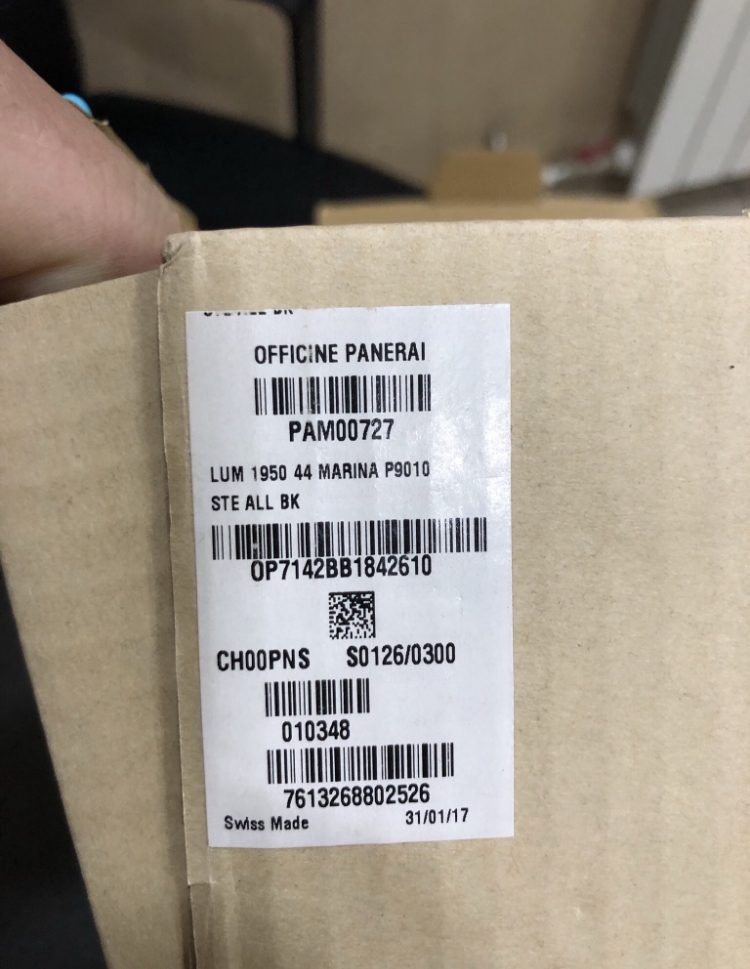 OFFICINE PANERAI
PAM00727
LUM 1950 44 MARINA P9010
STE ALL BK
OP7142BB1842610
CH00PNS S0126/0300
010348
7613268802526
Swiss Made 31/01/17